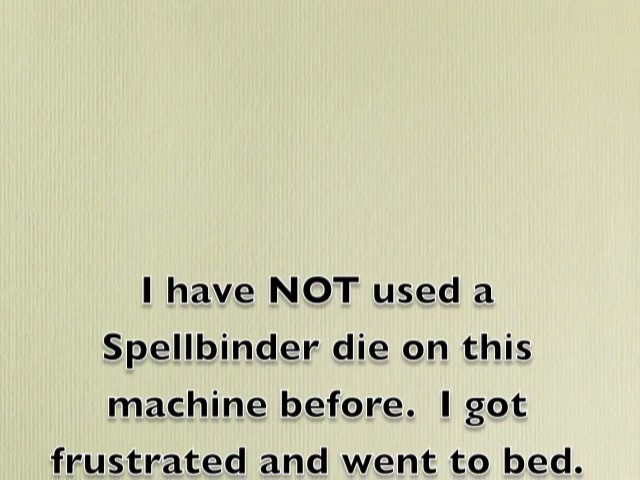 I have NOT used a
Spellbinder die on this
machine before.  I got
frustrated and went to bed.